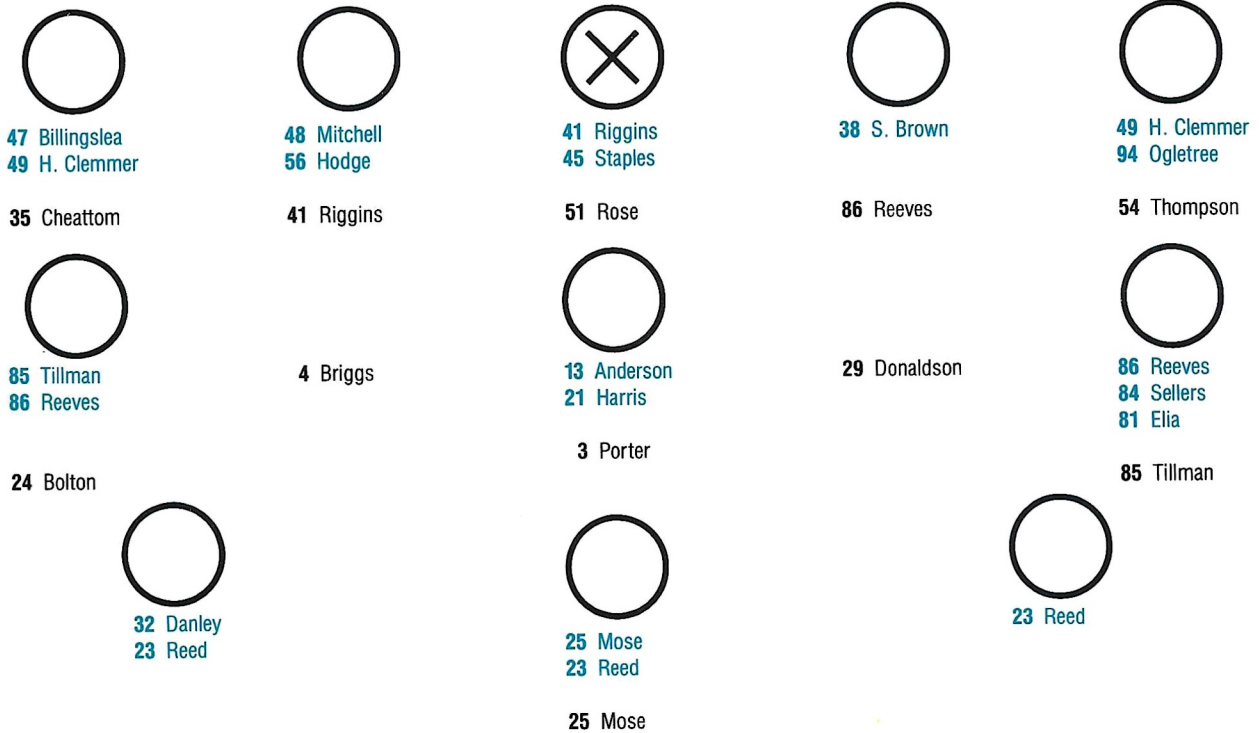 47 Billingslea
49 H. Clemmer
35 Cheattom
48 Mitchell
56 Hodge
41 Riggins
41 Riggins
45 Staples
51 Rose
38 S. Brown
86 Reeves
49 H. Clemmer
94 Ogletree
54 Thompson
85 Tillman
86 Reeves
24 Bolton
4 Briggs
13 Anderson
21 Harris
3 Porter
29 Donaldson
86 Reeves
84 Sellers
81 Elia
85 Tillman
32 Danley
23 Reed
25 Mose
23 Reed
25 Mose
23 Reed